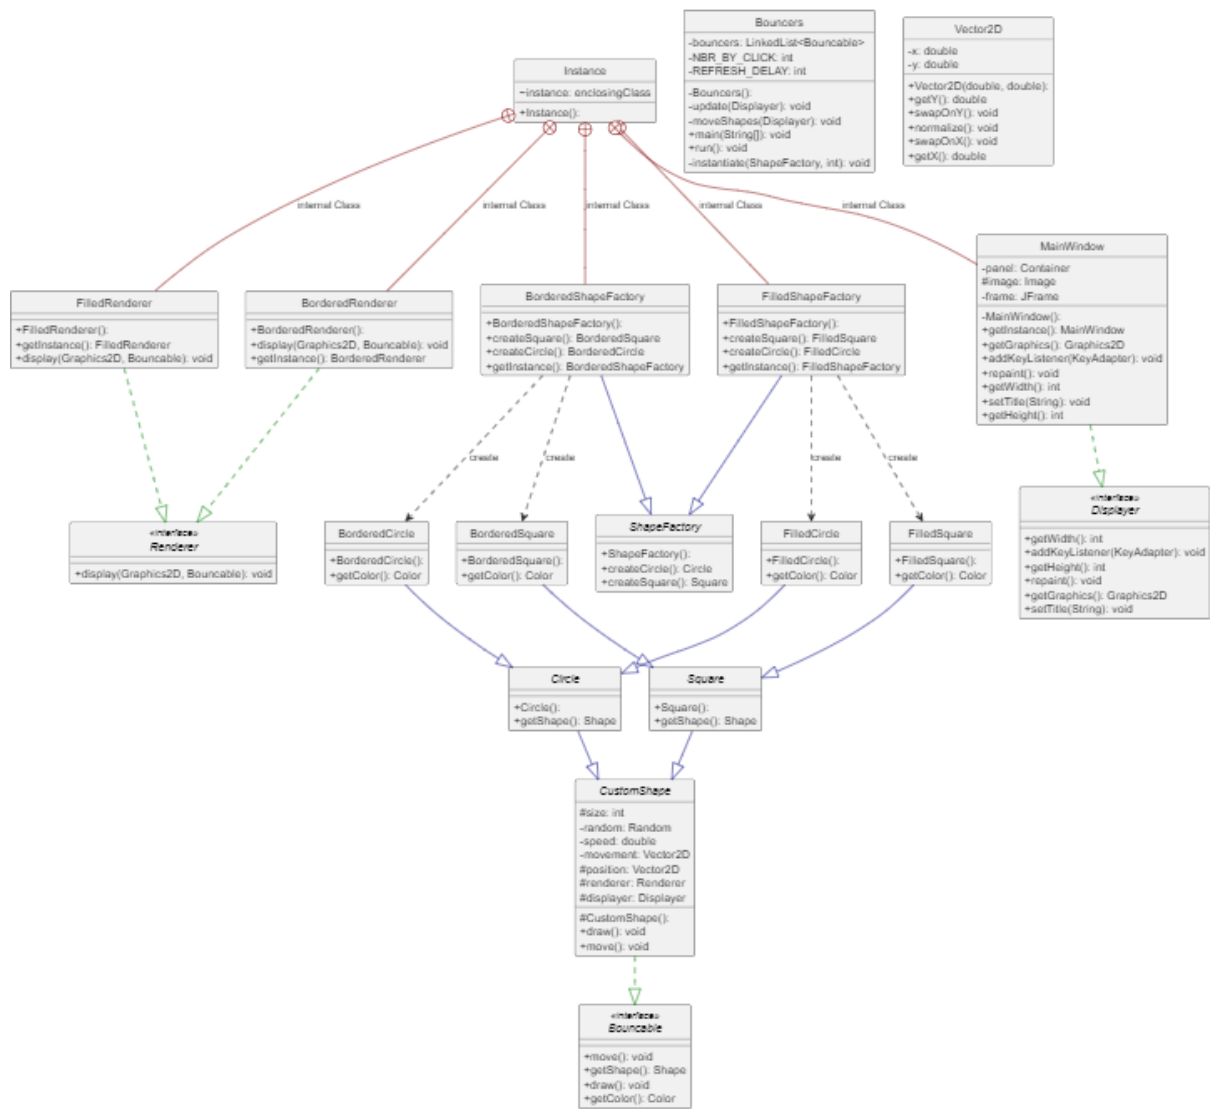 Bouncers
-bouncers: LinkedList<Bouncable>
-NBR_BY_CLICK: int
-REFRESH_DELAY: int
-Bouncers():
-update(Displayer): void
-moveShapes(Displayer): void
+main(String[]): void
+run(): void
-instantiate(ShapeFactory, int): void
Vector2D
-x: double
-y: double
+Vector2D(double, double):
+getY(): double
+swapOnY(): void
+normalize(): void
+swapOnX(): void
+getX(): double
Instance
~instance: enclosingClass
+Instance():
internal Class
internal Class
internal Class
internal Class
internal Class
FilledRenderer
+FilledRenderer():
+getInstance(): FilledRenderer
+display(Graphics2D, Bouncable): void
BorderedRenderer
+BorderedRenderer():
+display(Graphics2D, Bouncable): void
+getInstance(): BorderedRenderer
BorderedShapeFactory
+BorderedShapeFactory():
+createSquare(): BorderedSquare
+createCircle(): BorderedCircle
+getInstance(): BorderedShapeFactory
FilledShapeFactory
+FilledShapeFactory():
+createSquare(): FilledSquare
+createCircle(): FilledCircle
+getInstance(): FilledShapeFactory
MainWindow
-panel: Container
#image: Image
-frame: JFrame
-MainWindow():
+getInstance(): MainWindow
+getGraphics(): Graphics2D
+addKeyListener(KeyAdapter): void
+repaint(): void
+getWidth(): int
+setTitle(String): void
+getHeight(): int
create
create
create
create
«interface»
Renderer
+display(Graphics2D, Bouncable): void
BorderedCircle
+BorderedCircle():
+getColor(): Color
BorderedSquare
+BorderedSquare():
+getColor(): Color
ShapeFactory
+ShapeFactory():
+createCircle(): Circle
+createSquare(): Square
FilledCircle
+FilledCircle():
+getColor(): Color
FilledSquare
+FilledSquare():
+getColor(): Color
«interface»
Displayer
+getWidth(): int
+addKeyListener(KeyAdapter): void
+getHeight(): int
+repaint(): void
+getGraphics(): Graphics2D
+setTitle(String): void
Circle
+Circle():
+getShape(): Shape
Square
+Square():
+getShape(): Shape
CustomShape
#size: int
-random: Random
-speed: double
-movement: Vector2D
#position: Vector2D
#renderer: Renderer
#displayer: Displayer
#CustomShape():
+draw(): void
+move(): void
«interface»
Bouncable
+move(): void
+getShape(): Shape
+draw(): void
+getColor(): Color